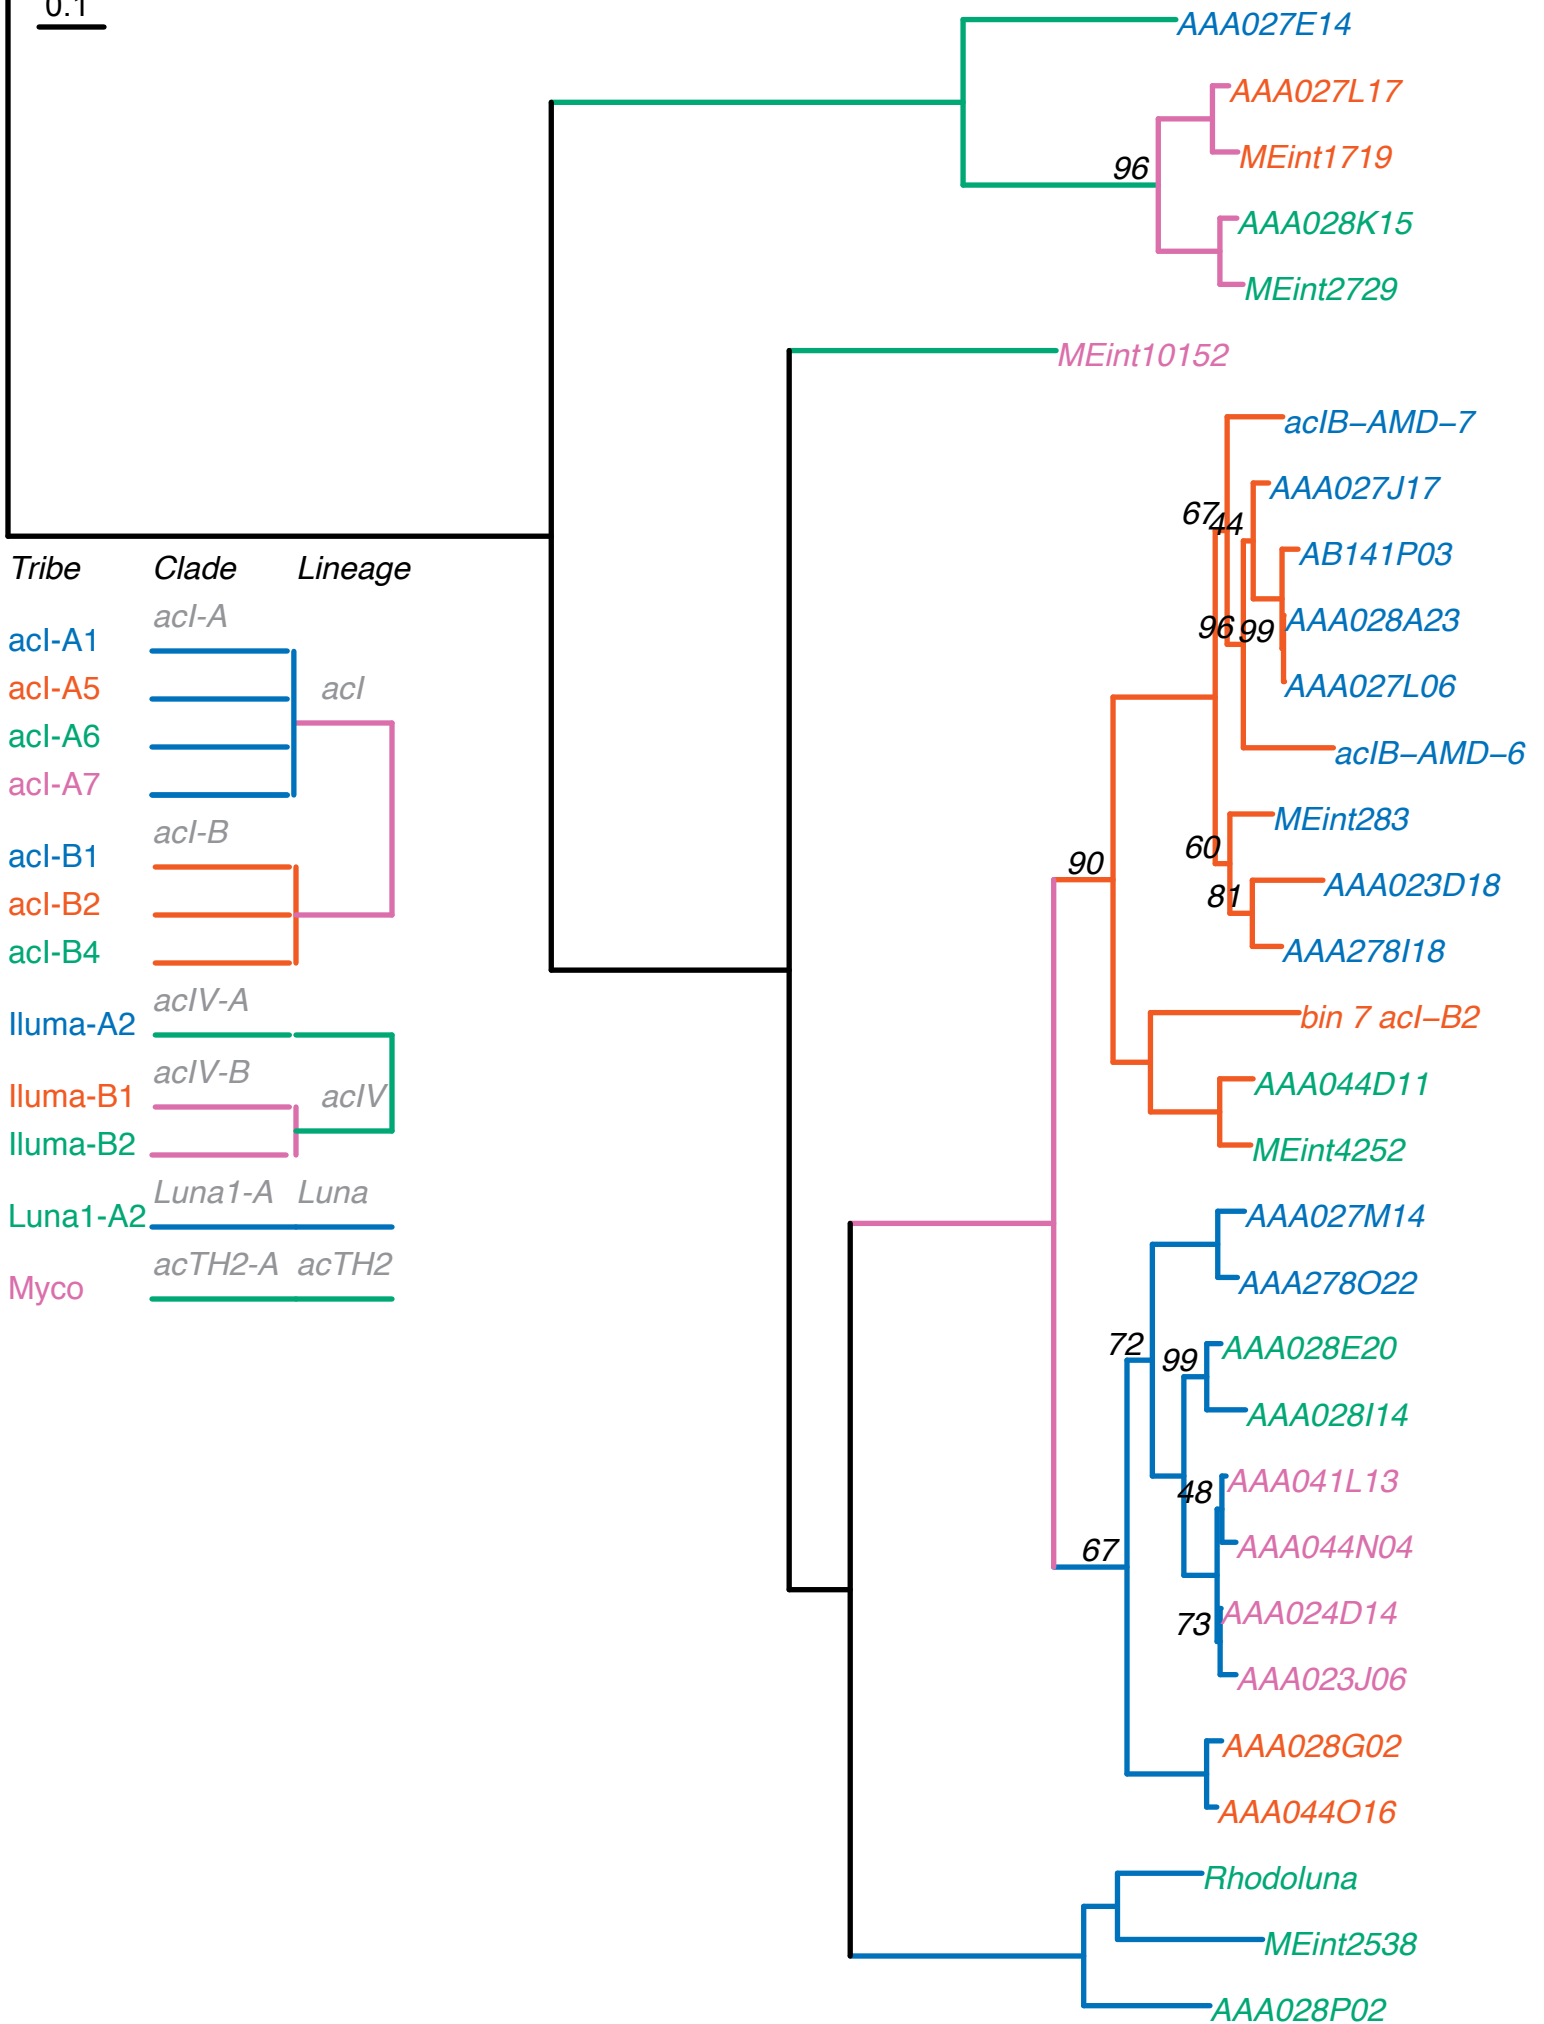 0.1
AAA027E14
AAA027L17
MEint1719
96
AAA028K15
MEint2729
MEint10152
acIB−AMD−7
AAA027J17
67
44
AB141P03
AAA028A23
96
99
AAA027L06
acIB−AMD−6
MEint283
60
AAA023D18
81
AAA278I18
90
bin 7 acI−B2
AAA044D11
MEint4252
AAA027M14
AAA278O22
72
99
AAA028E20
AAA028I14
AAA041L13
48
AAA044N04
67
AAA024D14
73
AAA023J06
AAA028G02
AAA044O16
Rhodoluna
MEint2538
AAA028P02
Tribe Clade Lineage
acI-A
acI-A1
acI-A5 acI
acI-A6
acI-A7
acI-B
acI-B1
acI-B2
acI-B4
acIV-A
Iluma-A2
acIV-B
Iluma-B1 acIV
Iluma-B2
Luna1-A Luna
Luna1-A2
acTH2-A acTH2
Myco